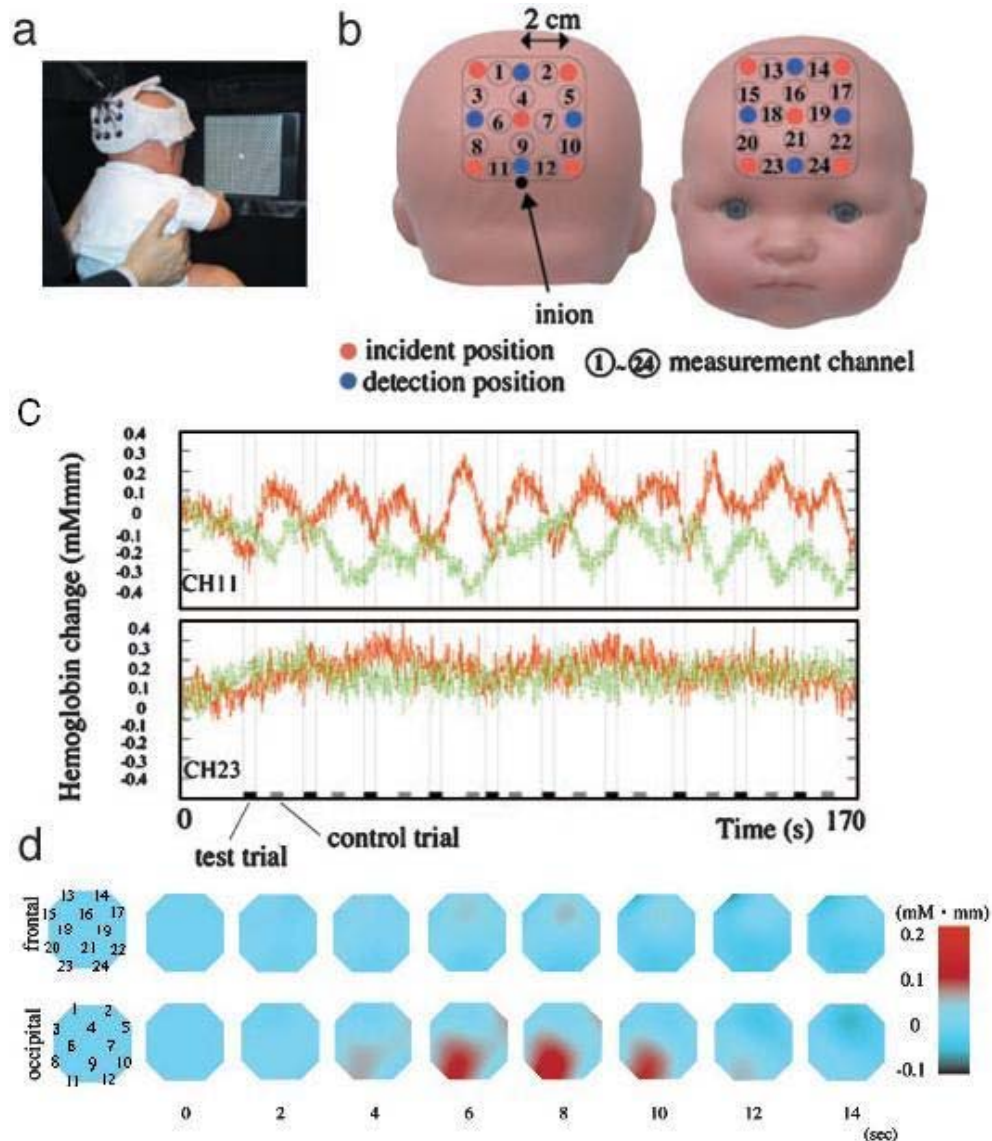 a
b
2 cm
1 2
3 4 5
6 7
8 9 10
11 12
13 14
15 16 17
18 19
20 21 22
23 24
inion
incident position
detection position
1 ~ 24 measurement channel
c
Hemoglobin change (mMmm)
0.4
0.3
0.2
0.1
0
-0.1
-0.2
-0.3
-0.4
CH11
0.4
0.3
0.2
0.1
0
-0.1
-0.2
-0.3
-0.4
CH23
0 Time (s) 170
test trial
control trial
d
frontal
13 14
15 16 17
19 19
20 21 22
23 24
occipital
1 2
3 4 5
6 7
8 9 10
11 12
(mM · mm)
0.2
0.1
0
-0.1
0 2 4 6 8 10 12 14
(sec)